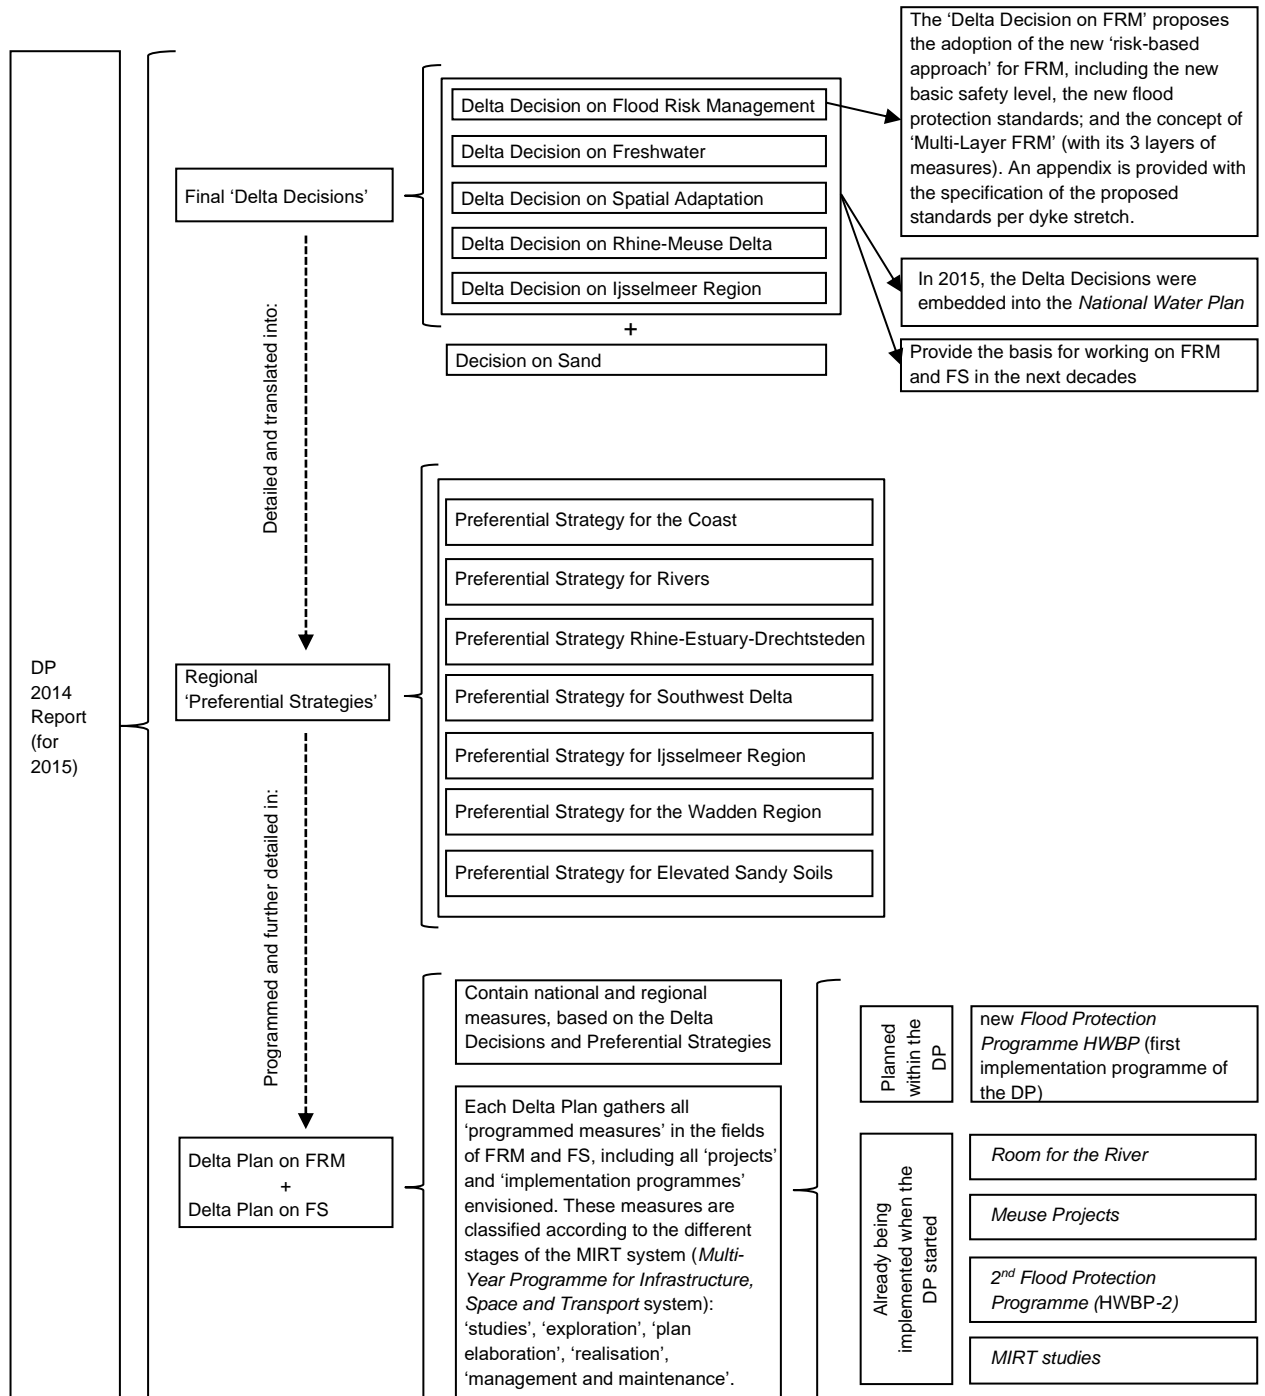 DP
2014
Report
(for
2015)
Final ‘Delta Decisions’
Delta Decision on Flood Risk Management
Delta Decision on Freshwater
Delta Decision on Spatial Adaptation
Delta Decision on Rhine-Meuse Delta
Delta Decision on Ijsselmeer Region
+
Decision on Sand
The ‘Delta Decision on FRM’ proposes
the adoption of the new ‘risk-based
approach’ for FRM, including the new
basic safety level, the new flood
protection standards; and the concept of
‘Multi-Layer FRM’ (with its 3 layers of
measures). An appendix is provided with
the specification of the proposed
standards per dyke stretch.
In 2015, the Delta Decisions were
embedded into the National Water Plan
Provide the basis for working on FRM
and FS in the next decades
Detailed and translated into:
Regional
‘Preferential Strategies’
Preferential Strategy for the Coast
Preferential Strategy for Rivers
Preferential Strategy Rhine-Estuary-Drechtsteden
Preferential Strategy for Southwest Delta
Preferential Strategy for Ijsselmeer Region
Preferential Strategy for the Wadden Region
Preferential Strategy for Elevated Sandy Soils
Programmed and further detailed in:
Delta Plan on FRM
+
Delta Plan on FS
Contain national and regional
measures, based on the Delta
Decisions and Preferential Strategies
Each Delta Plan gathers all
‘programmed measures’ in the fields
of FRM and FS, including all ‘projects’
and ‘implementation programmes’
envisioned. These measures are
classified according to the different
stages of the MIRT system (Multi-
Year Programme for Infrastructure,
Space and Transport system):
‘studies’, ‘exploration’, ‘plan
elaboration’, ‘realisation’,
‘management and maintenance’.
Planned
within the
DP
new Flood Protection
Programme HWBP (first
implementation programme of
the DP)
Already being
implemented when the
DP started
Room for the River
Meuse Projects
2nd Flood Protection
Programme (HWBP-2)
MIRT studies